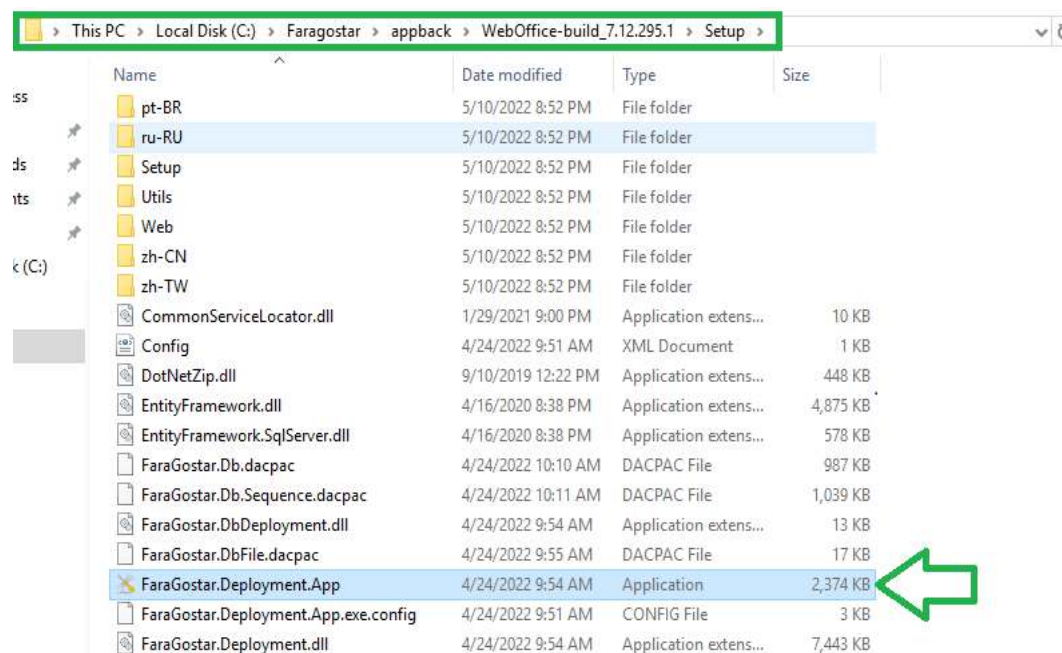 This PC > Local Disk (C:) > Faragostar > appback > WebOffice-build_7.12.295.1 > Setup >
Name Date modified Type Size
pt-BR 5/10/2022 8:52 PM File folder
ru-RU 5/10/2022 8:52 PM File folder
Setup 5/10/2022 8:52 PM File folder
Utils 5/10/2022 8:52 PM File folder
Web 5/10/2022 8:52 PM File folder
k (C:) zh-CN 5/10/2022 8:52 PM File folder
zh-TW 5/10/2022 8:52 PM File folder
CommonServiceLocator.dll 1/29/2021 9:00 PM Application extens... 10 KB
Config 4/24/2022 9:51 AM XML Document 1 KB
DotNetZip.dll 9/10/2019 12:22 PM Application extens... 448 KB
EntityFramework.dll 4/16/2020 8:38 PM Application extens... 4,875 KB
EntityFramework.SqlServer.dll 4/16/2020 8:38 PM Application extens... 578 KB
FaraGostar.Db.dacpac 4/24/2022 10:10 AM DACPAC File 987 KB
FaraGostar.Db.Sequence.dacpac 4/24/2022 10:11 AM DACPAC File 1,039 KB
FaraGostar.DbDeployment.dll 4/24/2022 9:54 AM Application extens... 13 KB
FaraGostar.DbFile.dacpac 4/24/2022 9:55 AM DACPAC File 17 KB
FaraGostar.Deployment.App 4/24/2022 9:54 AM Application 2,374 KB
FaraGostar.Deployment.App.exe.config 4/24/2022 9:51 AM CONFIG File 3 KB
FaraGostar.Deployment.dll 4/24/2022 9:54 AM Application extens... 7,443 KB